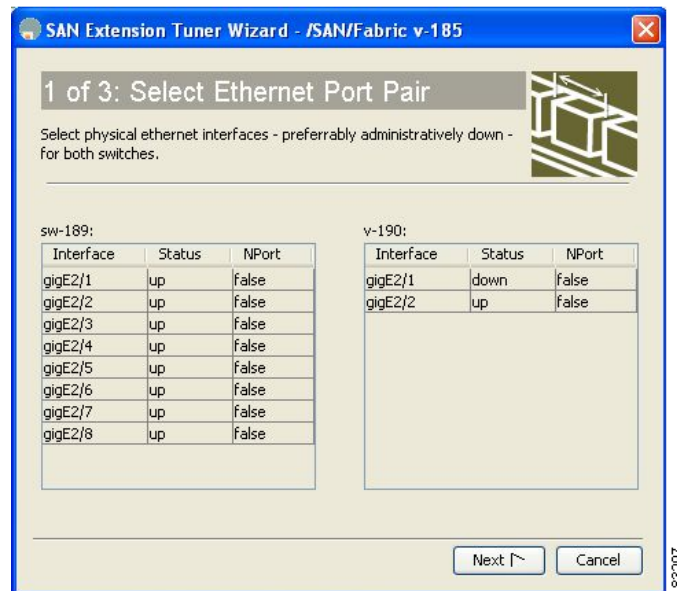 SAN Extension Tuner Wizard - /SAN/Fabric v-185
1 of 3: Select Ethernet Port Pair
Select physical ethernet interfaces - preferrably administratively down -
for both switches.
sw-189:
Interface Status NPort
gigE2/1 up false
gigE2/2 up false
gigE2/3 up false
gigE2/4 up false
gigE2/5 up false
gigE2/6 up false
gigE2/7 up false
gigE2/8 up false
v-190:
Interface Status NPort
gigE2/1 down false
gigE2/2 up false
Next Cancel